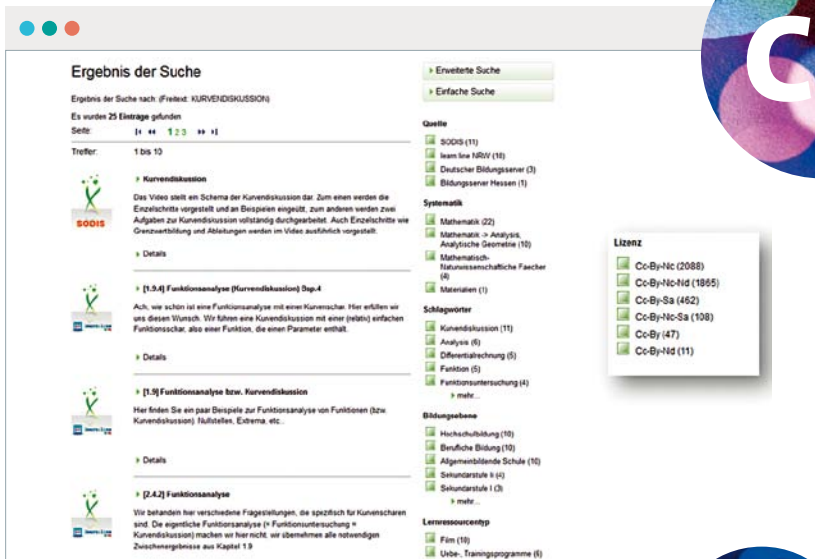 C
Ergebnis der Suche
Ergebnis der Suche nach: (Freitext: KURVENDISKUSSION)
Es wurden 25 Einträge gefunden
Seite:
1 2 3
Treffer:
1 bis 10
SODIS
Kurvendiskussion
Das Video stellt ein Schema der Kurvendiskussion dar. Zum einen werden die
Einzelschritte vorgestellt und an Beispielen eingeübt, zum anderen werden zwei
Aufgaben zur Kurvendiskussion vollständig durchgearbeitet. Auch Einzelschritte wie
Grenzwertbildung und Ableitungen werden im Video ausführlich vorgestellt.
Details
[1.9.4] Funktionsanalyse (Kurvendiskussion) Bsp.4
Ach, wie schön ist eine Funktionsanalyse mit einer Kurvenschar. Hier erfüllen wir
uns diesen Wunsch. Wir führen eine Kurvendiskussion mit einer (relativ) einfachen
Funktionsschar, also einer Funktion, die einen Parameter enthält.
Details
[1.9] Funktionsanalyse bzw. Kurvendiskussion
Hier finden Sie ein paar Beispiele zur Funktionsanalyse von Funktionen (bzw.
Kurvendiskussion). Nullstellen, Extrema, etc..
Details
[2.4.2] Funktionsanalyse
Wir behandeln hier verschiedene Fragestellungen, die spezifisch für Kurvenscharen
sind. Die eigentliche Funktionsanalyse (= Funktionsuntersuchung =
Kurvendiskussion) machen wir hier nicht, wir übernehmen alle notwendigen
Zwischenergebnisse aus Kapitel 1.9
Erweiterte Suche
Einfache Suche
Quelle
SODIS (11)
learn line NRW (10)
Deutscher Bildungsserver (3)
Bildungsserver Hessen (1)
Systematik
Mathematik (22)
Mathematik -> Analysis,
Analytische Geometrie (10)
Mathematisch-
Naturwissenschaftliche Faecher
(4)
Materialien (1)
Schlagwörter
Kurvendiskussion (11)
Analysis (6)
Differentialrechnung (5)
Funktion (5)
Funktionsuntersuchung (4)
mehr...
Bildungsebene
Hochschulbildung (10)
Berufliche Bildung (10)
Allgemeinbildende Schule (10)
Sekundarstufe II (4)
Sekundarstufe I (3)
mehr...
Lernressourcentyp
Film (10)
Uebe-, Trainingsprogramme (6)
Lizenz
Cc-By-Nc (2088)
Cc-By-Nc-Nd (1865)
Cc-By-Sa (462)
Cc-By-Nc-Sa (108)
Cc-By (47)
Cc-By-Nd (11)